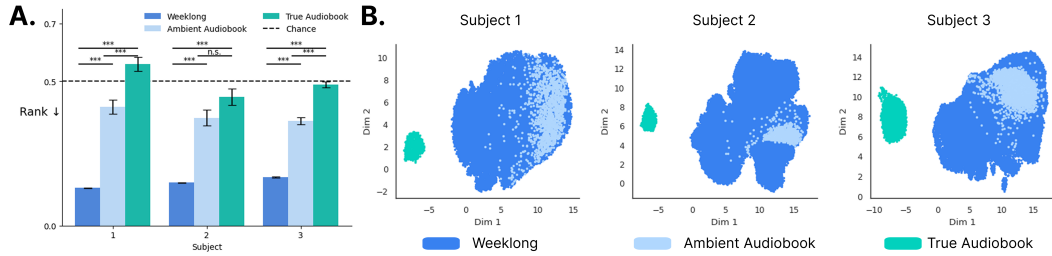 A.
0.7
0.5
0.0
Rank ↓
Weeklong
Ambient Audiobook
True Audiobook
Chance
***
***
***
***
n.s.
***
***
***
***
1
2
3
Subject
B.
Subject 1
Subject 2
Subject 3
10
8
6
4
2
0
−2
Dim 2
−5
0
5
10
15
Dim 1
14
12
10
8
6
4
2
0
Dim 2
−5
0
5
10
15
Dim 1
14
12
10
8
6
4
2
0
Dim 2
−10
−5
0
5
10
15
Dim 1
Weeklong
Ambient Audiobook
True Audiobook